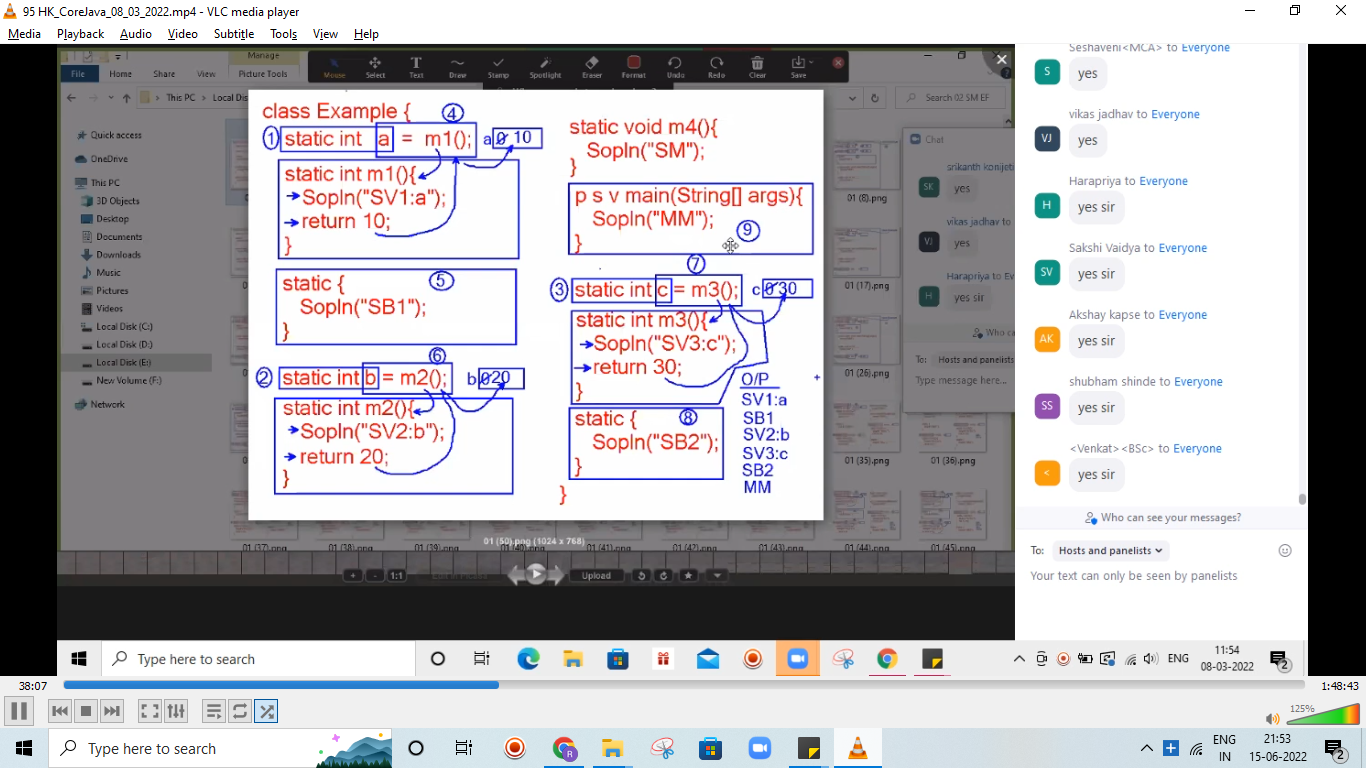 95 HK_CoreJava_08_03_2022.mp4 - VLC media player
Media Playback Audio Video Subtitle Tools View Help
Manage
File Home Share View Picture Tools
Mouse Select Text Draw Stamp Spotlight Eraser Format Undo Redo Clear Save
This PC Local Dis
Search 02 SM EF
Quick access
OneDrive
This PC
3D Objects
Desktop
Documents
Downloads
Music
Pictures
Videos
Local Disk (C:)
Local Disk (D:)
Local Disk (E:)
New Volume (F:)
Network
class Example {
4
1 static int a = m1(); a 0 10
static int m1(){
Sopln("SV1:a");
return 10;
}
static { 5
Sopln("SB1");
}
6
2 static int b = m2(); b 0 20
static int m2(){
Sopln("SV2:b");
return 20;
}
static void m4(){
Sopln("SM");
}
p s v main(String[] args){
Sopln("MM");
9
}
7
3 static int c = m3(); c 0 30
static int m3(){
Sopln("SV3:c");
return 30;
}
static { 8
Sopln("SB2");
}
}
O/P
SV1:a
SB1
SV2:b
SV3:c
SB2
MM
01 (50).png (1024 x 768)
01 (8).png
01 (17).png
01 (26).png
01 (35).png 01 (36).png
01 (37).png 01 (38).png 01 (39).png 01 (41).png 01 (42).png 01 (43).png 01 (44).png 01 (45).png
+ - 1:1 Edit in Picasa Upload
Chat
srikanth konjeti
SK yes
vikas jadhav to
VJ yes
Harapriya to Ev
H yes sir
Who ca
To: Hosts and panelists
Type message here...
Seshaveni<MCA> to Everyone
S yes
vikas jadhav to Everyone
VJ yes
Harapriya to Everyone
H yes sir
Sakshi Vaidya to Everyone
SV yes sir
Akshay kapse to Everyone
AK yes sir
shubham shinde to Everyone
SS yes sir
<Venkat><BSc> to Everyone
< yes sir
Who can see your messages?
To: Hosts and panelists
Your text can only be seen by panelists
Type here to search
ENG
11:54
08-03-2022
2
38:07
1:48:43
125%
Type here to search
R
ENG
IN
21:53
15-06-2022
2